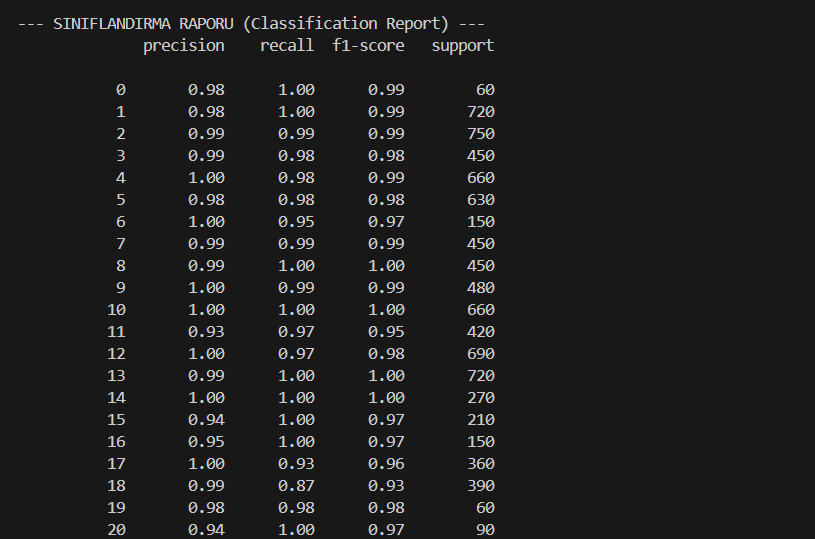 --- SINIFLANDIRMA RAPORU (Classification Report) ---
precision recall f1-score support
0 0.98 1.00 0.99 60
1 0.98 1.00 0.99 720
2 0.99 0.99 0.99 750
3 0.99 0.98 0.98 450
4 1.00 0.98 0.99 660
5 0.98 0.98 0.98 630
6 1.00 0.95 0.97 150
7 0.99 0.99 0.99 450
8 0.99 1.00 1.00 450
9 1.00 0.99 0.99 480
10 1.00 1.00 1.00 660
11 0.93 0.97 0.95 420
12 1.00 0.97 0.98 690
13 0.99 1.00 1.00 720
14 1.00 1.00 1.00 270
15 0.94 1.00 0.97 210
16 0.95 1.00 0.97 150
17 1.00 0.93 0.96 360
18 0.99 0.87 0.93 390
19 0.98 0.98 0.98 60
20 0.94 1.00 0.97 90